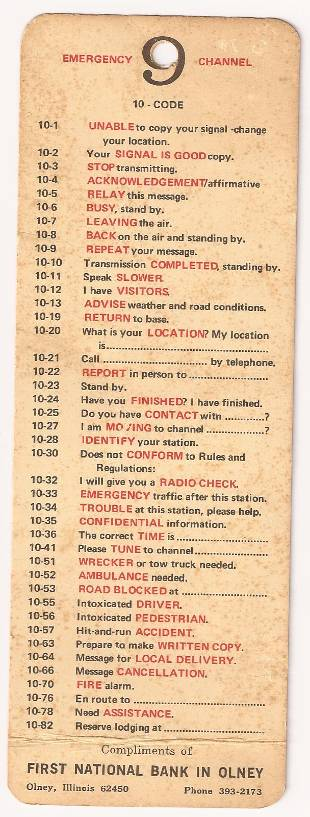 EMERGENCY 9 CHANNEL
10 - CODE
10-1 UNABLE to copy your signal -change
your location.
10-2 Your SIGNAL IS GOOD copy.
10-3 STOP transmitting.
10-4 ACKNOWLEDGEMENT/affirmative
10-5 RELAY this message.
10-6 BUSY, stand by.
10-7 LEAVING the air.
10-8 BACK on the air and standing by.
10-9 REPEAT your message.
10-10 Transmission COMPLETED, standing by.
10-11 Speak SLOWER.
10-12 I have VISITORS.
10-13 ADVISE weather and road conditions.
10-19 RETURN to base.
10-20 What is your LOCATION? My location
is..................................................
10-21 Call ................................ by telephone.
10-22 REPORT in person to ........................
10-23 Stand by.
10-24 Have you FINISHED? I have finished.
10-25 Do you have CONTACT with ............?
10-27 I am MOVING to channel ..................?
10-28 IDENTIFY your station.
10-30 Does not CONFORM to Rules and
Regulations:
10-32 I will give you a RADIO CHECK.
10-33 EMERGENCY traffic after this station.
10-34 TROUBLE at this station, please help.
10-35 CONFIDENTIAL information.
10-36 The correct TIME is ............................
10-41 Please TUNE to channel......................
10-51 WRECKER or tow truck needed.
10-52 AMBULANCE needed.
10-53 ROAD BLOCKED at ..........................
10-55 Intoxicated DRIVER.
10-56 Intoxicated PEDESTRIAN.
10-57 Hit-and-run ACCIDENT.
10-63 Prepare to make WRITTEN COPY.
10-64 Message for LOCAL DELIVERY.
10-66 Message CANCELLATION.
10-70 FIRE alarm.
10-76 En route to ..................................
10-78 Need ASSISTANCE.
10-82 Reserve lodging at ..............................
Compliments of
FIRST NATIONAL BANK IN OLNEY
Olney, Illinois 62450 Phone 393-2173